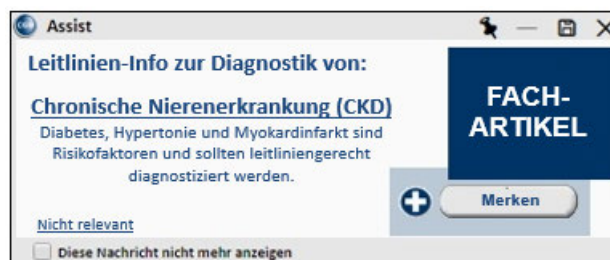 CGM Assist
Leitlinien-Info zur Diagnostik von:
Chronische Nierenerkrankung (CKD)
Diabetes, Hypertonie und Myokardinfarkt sind
Risikofaktoren und sollten leitliniengerecht
diagnostiziert werden.
FACH-
ARTIKEL
Merken
Nicht relevant
Diese Nachricht nicht mehr anzeigen